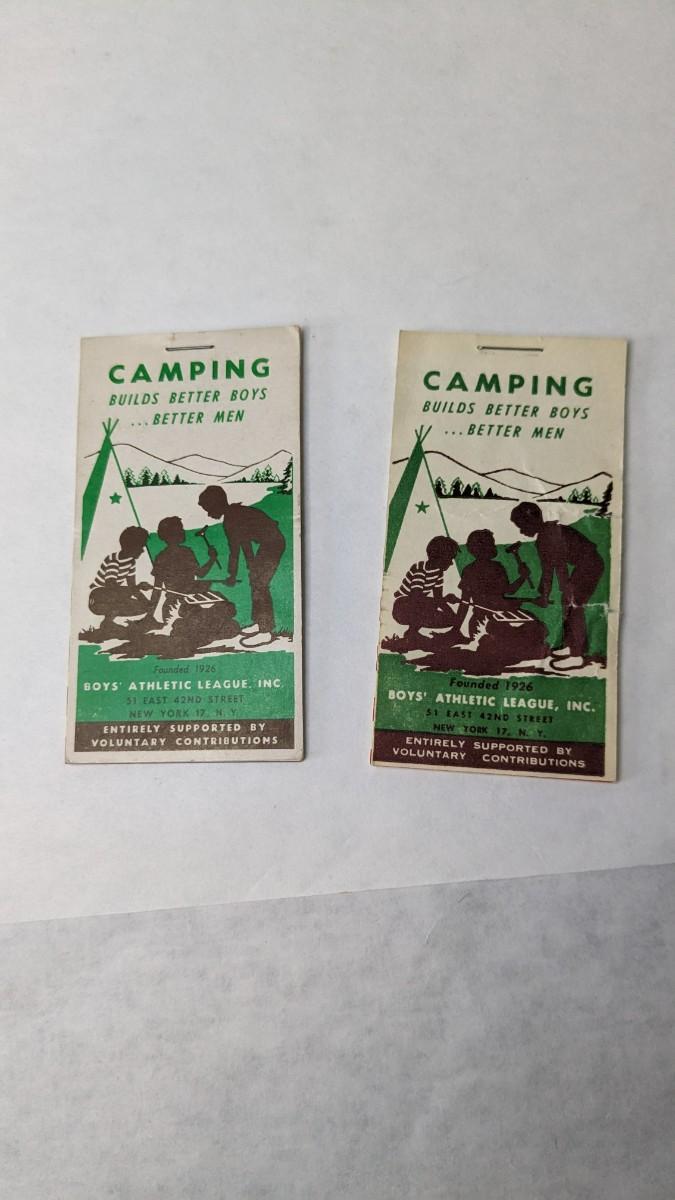 CAMPING
BUILDS BETTER BOYS
...BETTER MEN
Founded 1926
BOYS' ATHLETIC LEAGUE, INC.
51 EAST 42ND STREET
NEW YORK 17, N. Y.
ENTIRELY SUPPORTED BY
VOLUNTARY CONTRIBUTIONS
CAMPING
BUILDS BETTER BOYS
...BETTER MEN
Founded 1926
BOYS' ATHLETIC LEAGUE, INC.
51 EAST 42ND STREET
NEW YORK 17, N. Y.
ENTIRELY SUPPORTED BY
VOLUNTARY CONTRIBUTIONS